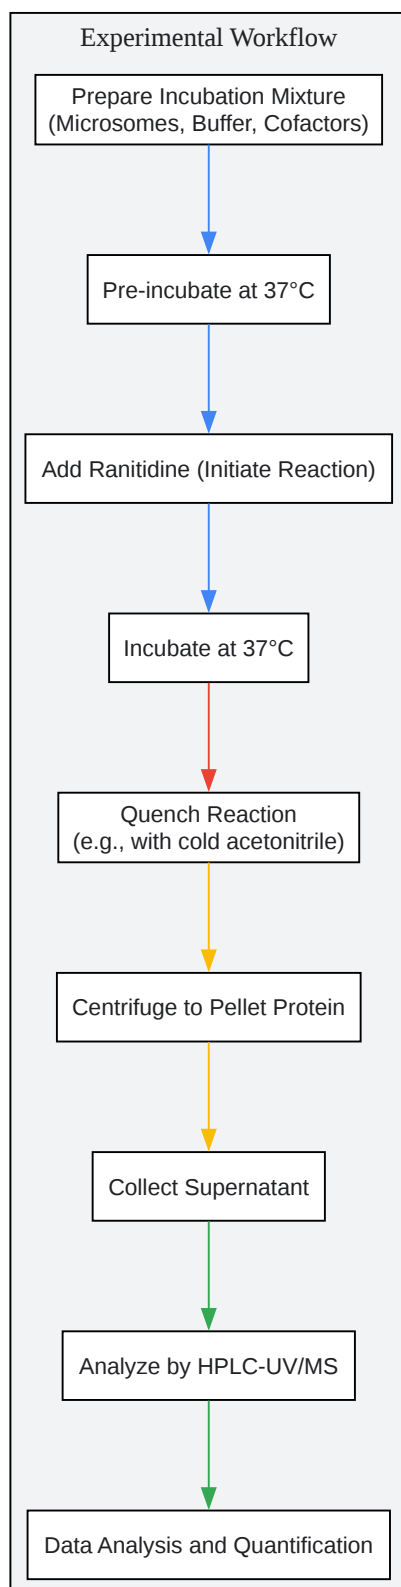 Experimental Workflow
Prepare Incubation Mixture
(Microsomes, Buffer, Cofactors)
Pre-incubate at 37°C
Add Ranitidine (Initiate Reaction)
Incubate at 37°C
Quench Reaction
(e.g., with cold acetonitrile)
Centrifuge to Pellet Protein
Collect Supernatant
Analyze by HPLC-UV/MS
Data Analysis and Quantification